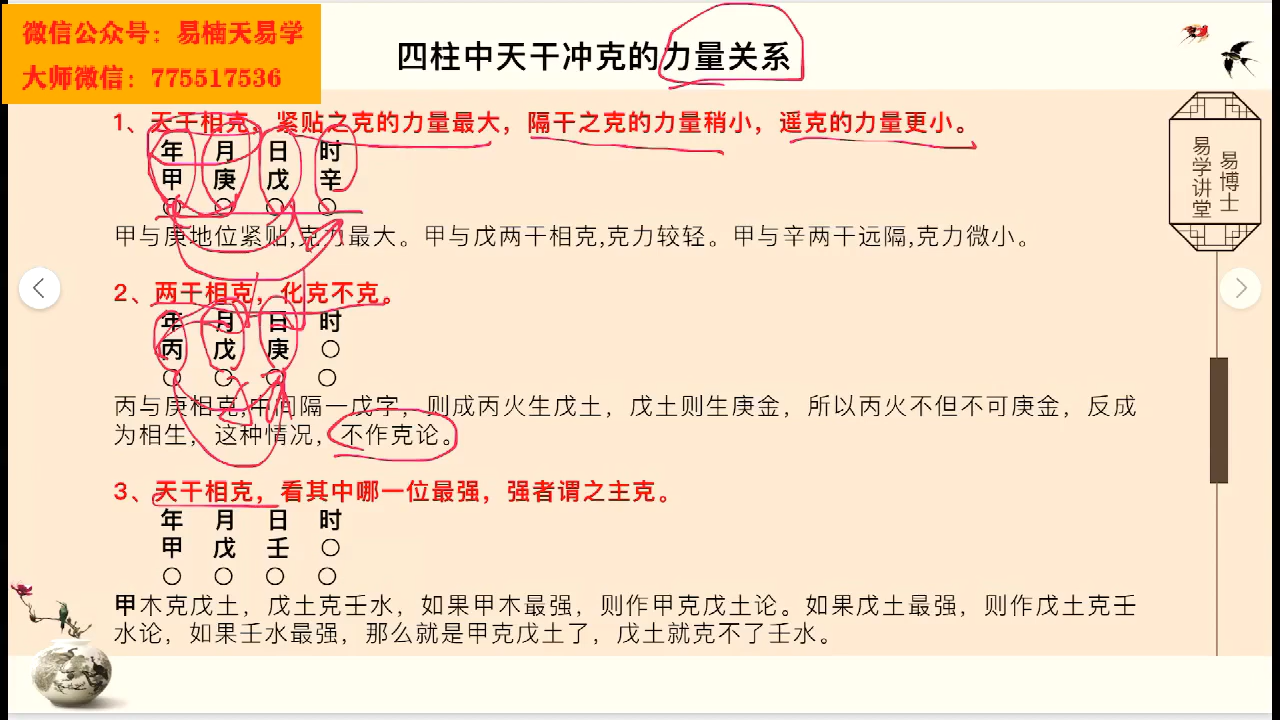 微信公众号：易楠天易学
大师微信：775517536
四柱中天干冲克的力量关系
1、天干相克，紧贴之克的力量最大，隔干之克的力量稍小，遥克的力量更小。
年 月 日 时
甲 庚 戊 辛
○ ○ ○ ○
甲与庚地位紧贴,克力最大。甲与戊两干相克,克力较轻。甲与辛两干远隔,克力微小。
2、两干相克，化克不克。
年 月 日 时
丙 戊 庚 ○
○ ○ ○ ○
丙与庚相克,中间隔一戊字，则成丙火生戊土，戊土则生庚金，所以丙火不但不可庚金，反成
为相生，这种情况，不作克论。
3、天干相克，看其中哪一位最强，强者谓之主克。
年 月 日 时
甲 戊 壬 ○
○ ○ ○ ○
甲木克戊土，戊土克壬水，如果甲木最强，则作甲克戊土论。如果戊土最强，则作戊土克壬
水论，如果壬水最强，那么就是甲克戊土了，戊土就克不了壬水。
易博士
易学讲堂